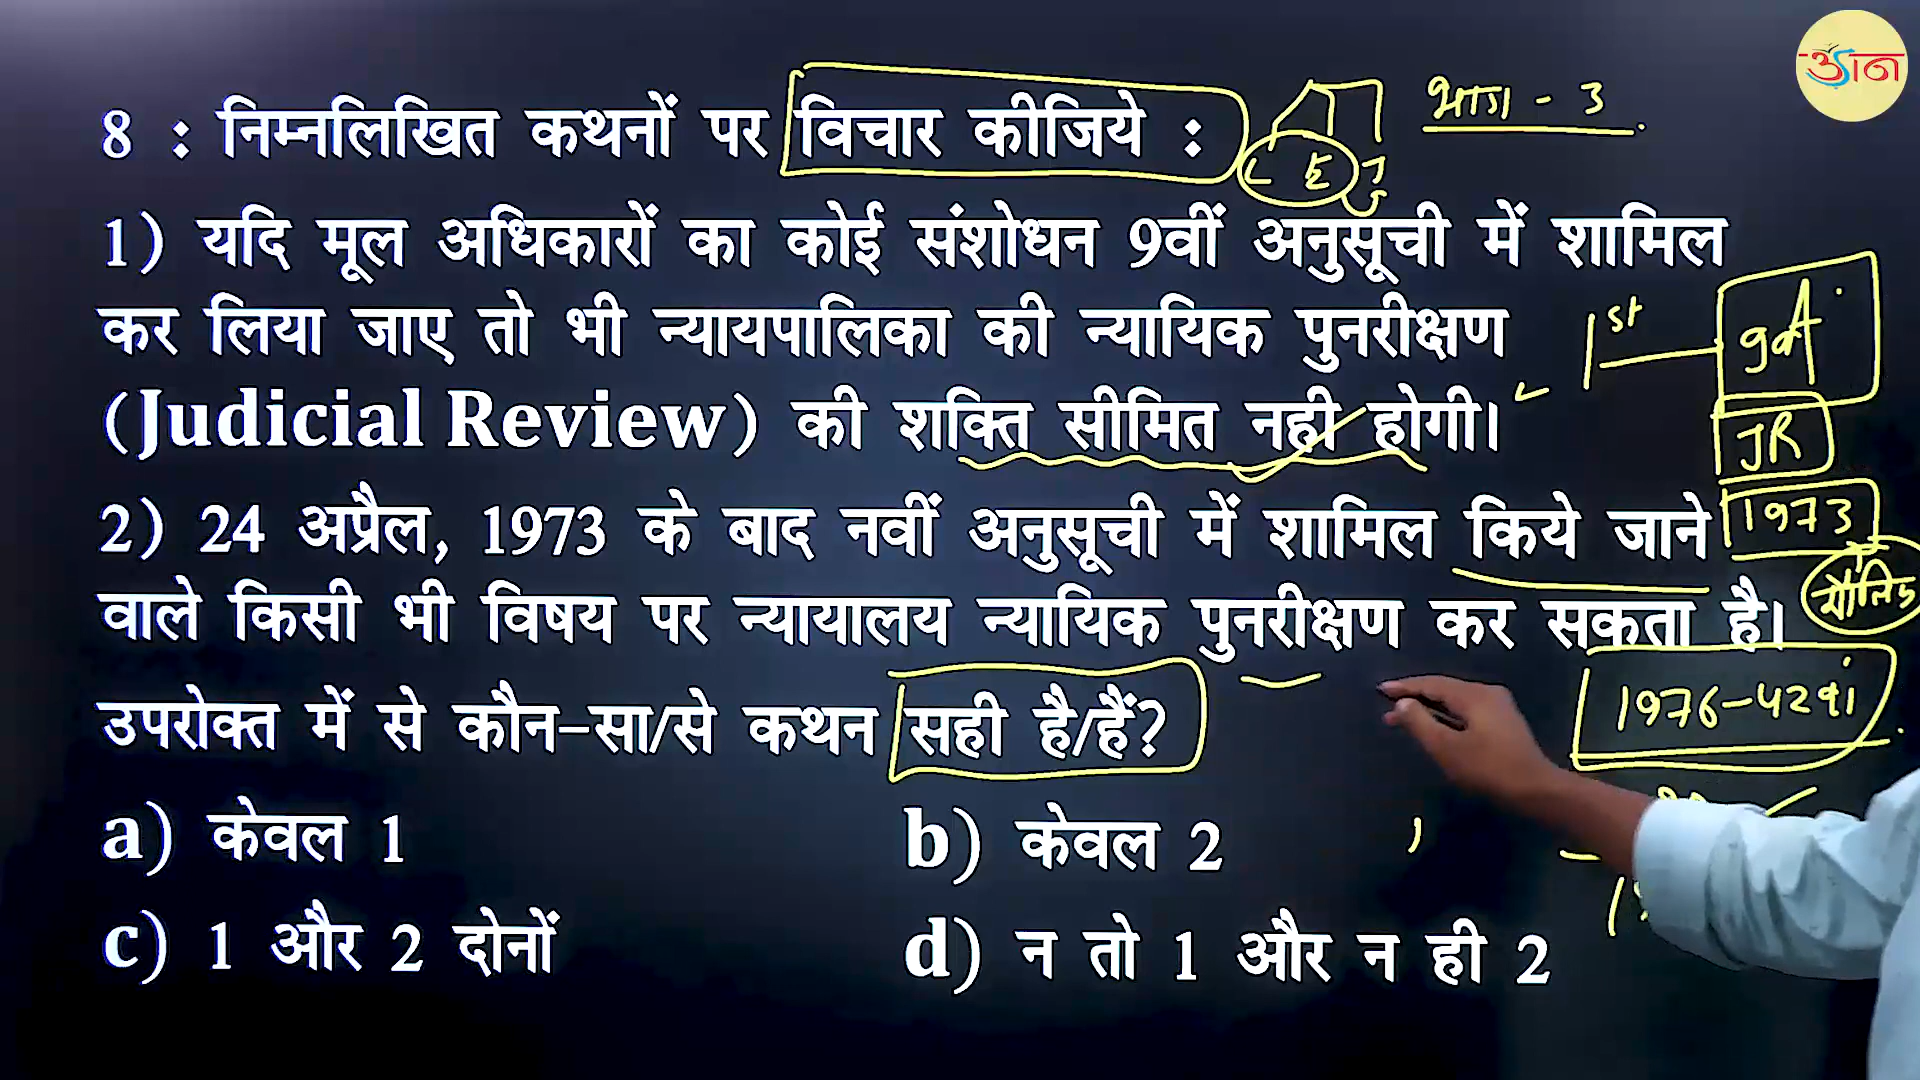 उड़ान
8 : निम्नलिखित कथनों पर विचार कीजिये :
भाग - 3
L E J
1) यदि मूल अधिकारों का कोई संशोधन 9वीं अनुसूची में शामिल
कर लिया जाए तो भी न्यायपालिका की न्यायिक पुनरीक्षण
1st
9वीं
(Judicial Review) की शक्ति सीमित नही होगी।
JR
2) 24 अप्रैल, 1973 के बाद नवीं अनुसूची में शामिल किये जाने
1973
वाले किसी भी विषय पर न्यायालय न्यायिक पुनरीक्षण कर सकता है।
1976-42वां
उपरोक्त में से कौन-सा/से कथन सही है/हैं?
a) केवल 1
b) केवल 2
c) 1 और 2 दोनों
d) न तो 1 और न ही 2